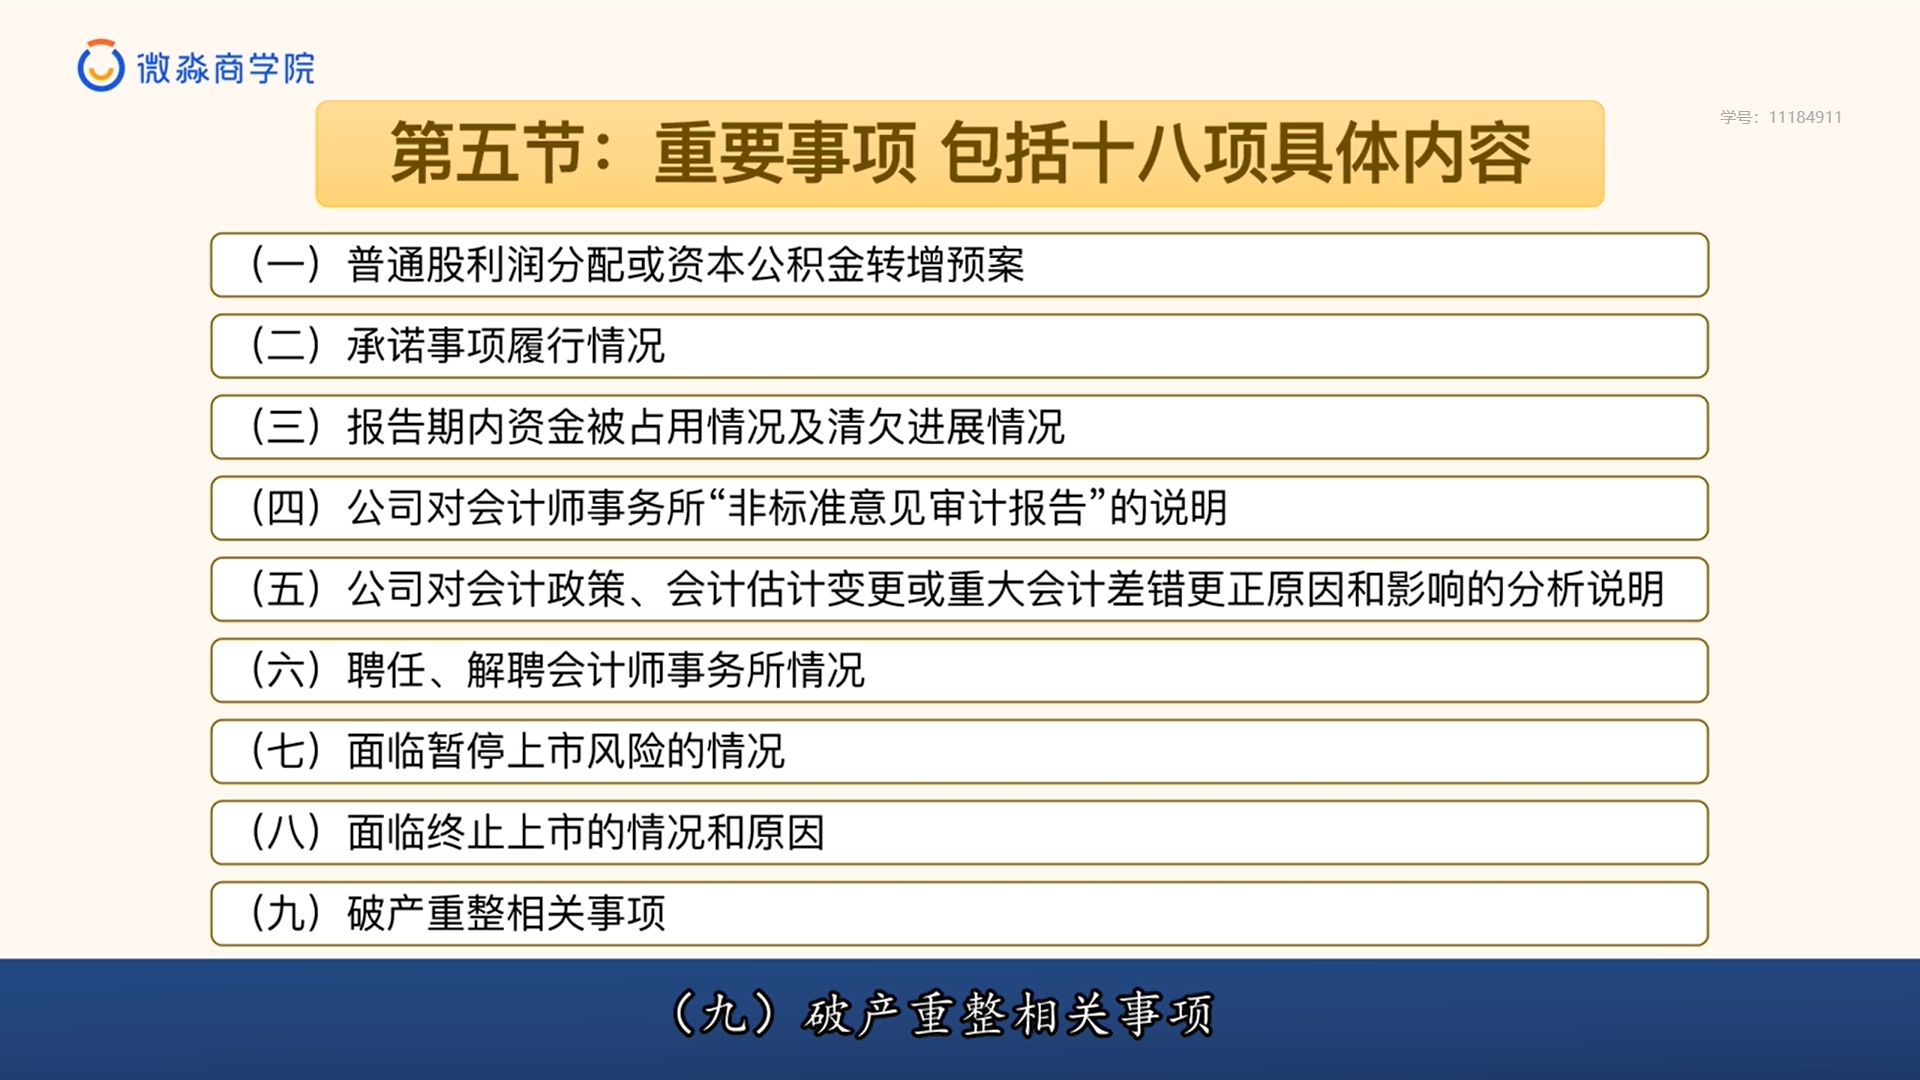 微淼商学院
学号：11184911
第五节：重要事项 包括十八项具体内容
（一）普通股利润分配或资本公积金转增预案
（二）承诺事项履行情况
（三）报告期内资金被占用情况及清欠进展情况
（四）公司对会计师事务所“非标准意见审计报告”的说明
（五）公司对会计政策、会计估计变更或重大会计差错更正原因和影响的分析说明
（六）聘任、解聘会计师事务所情况
（七）面临暂停上市风险的情况
（八）面临终止上市的情况和原因
（九）破产重整相关事项
（九）破产重整相关事项